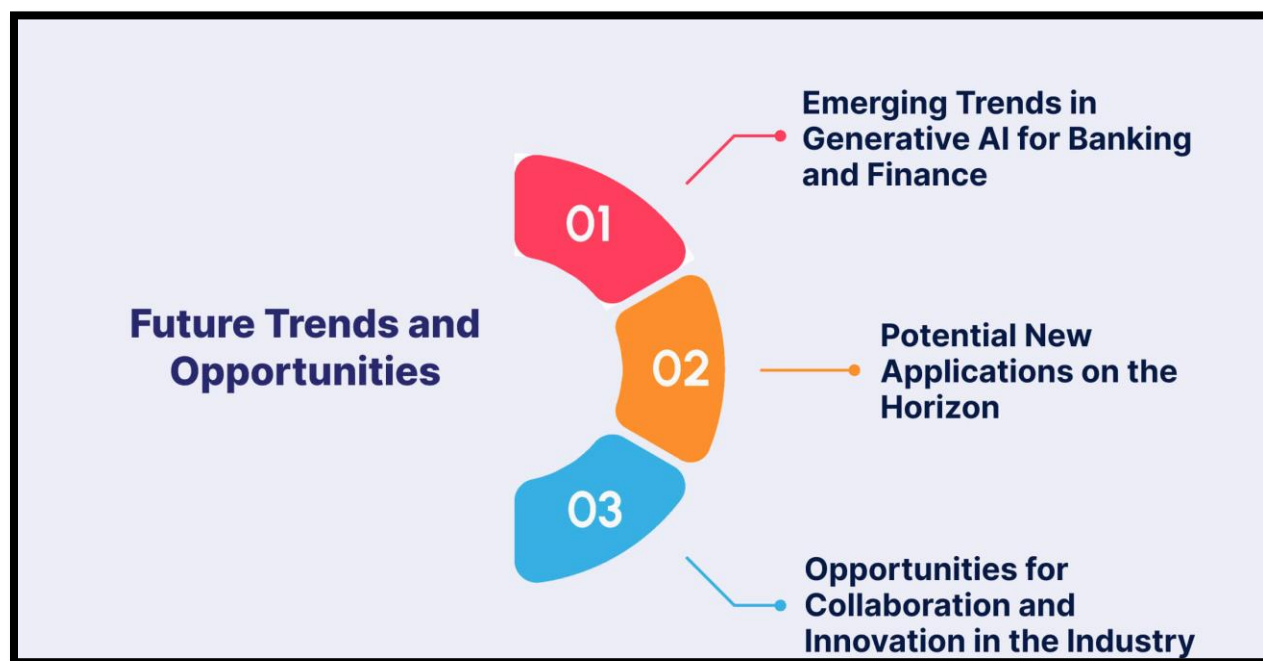 Future Trends and
Opportunities
01
Emerging Trends in
Generative AI for Banking
and Finance
02
Potential New
Applications on the
Horizon
03
Opportunities for
Collaboration and
Innovation in the Industry